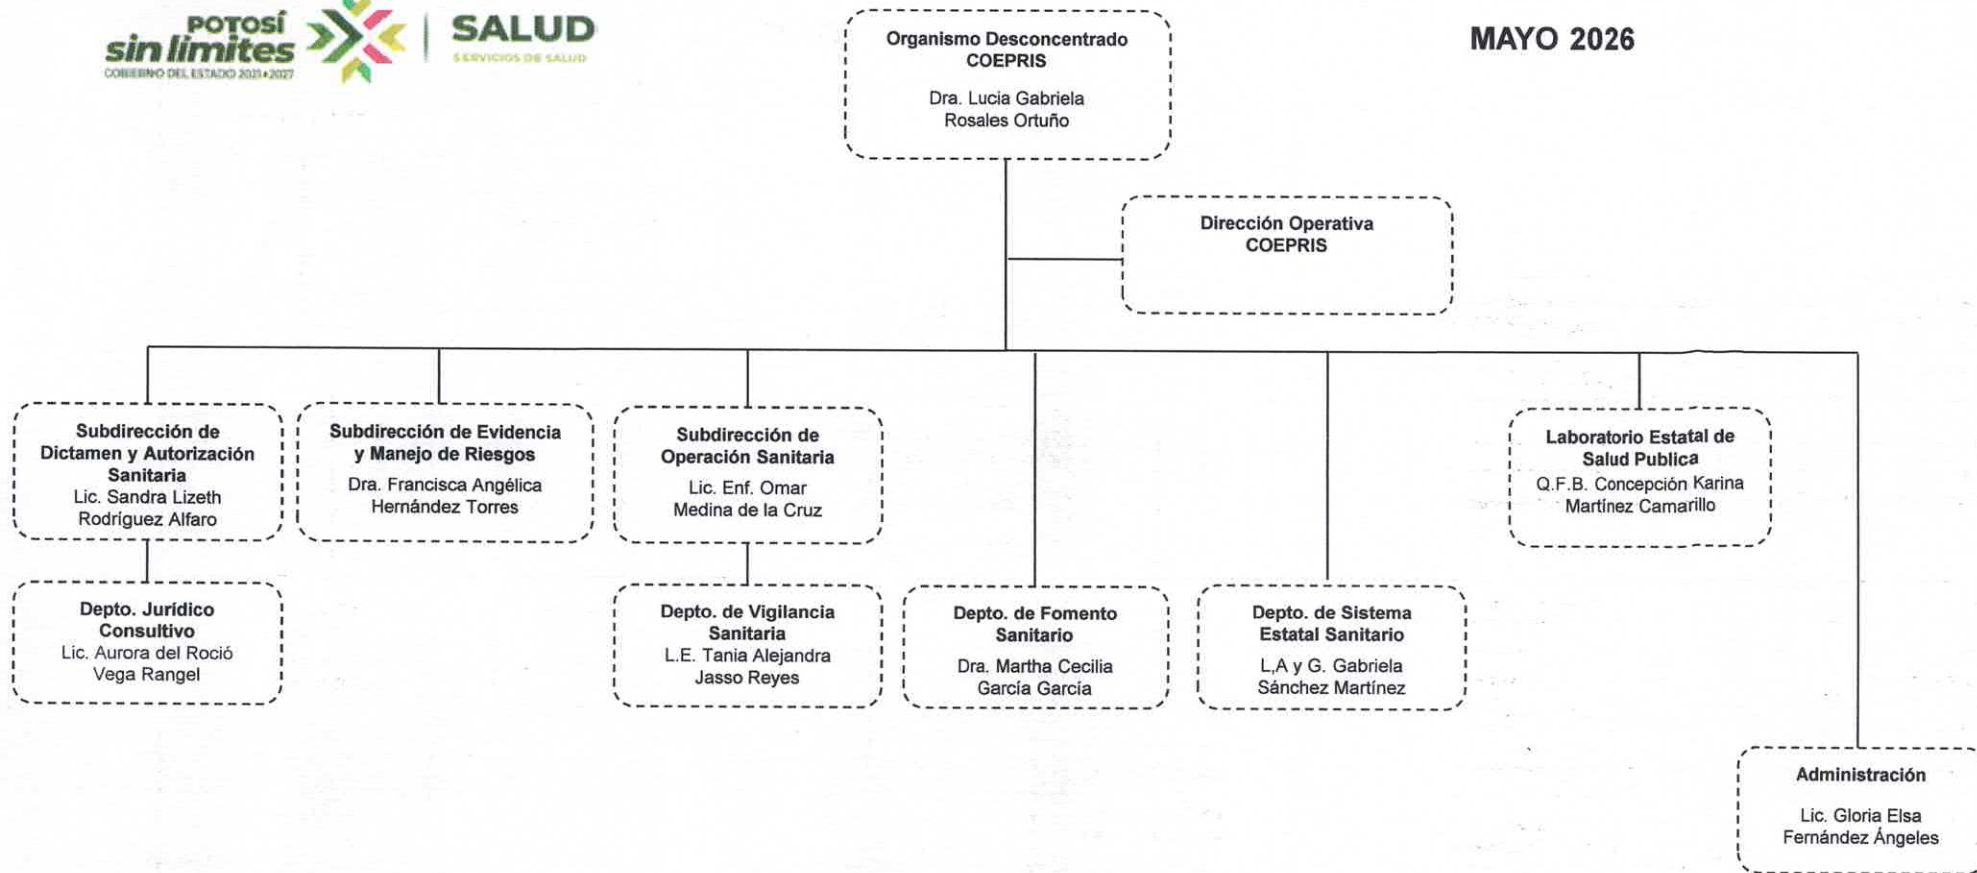 POTOSÍ
sin límites
GOBIERNO DEL ESTADO 2021•2027
SALUD
SERVICIOS DE SALUD
MAYO 2026
Organismo Desconcentrado
COEPRIS
Dra. Lucia Gabriela
Rosales Ortuño
Dirección Operativa
COEPRIS
Subdirección de
Dictamen y Autorización
Sanitaria
Lic. Sandra Lizeth
Rodríguez Alfaro
Subdirección de Evidencia
y Manejo de Riesgos
Dra. Francisca Angélica
Hernández Torres
Subdirección de
Operación Sanitaria
Lic. Enf. Omar
Medina de la Cruz
Laboratorio Estatal de
Salud Publica
Q.F.B. Concepción Karina
Martínez Camarillo
Depto. Jurídico
Consultivo
Lic. Aurora del Roció
Vega Rangel
Depto. de Vigilancia
Sanitaria
L.E. Tania Alejandra
Jasso Reyes
Depto. de Fomento
Sanitario
Dra. Martha Cecilia
García García
Depto. de Sistema
Estatal Sanitario
L,A y G. Gabriela
Sánchez Martínez
Administración
Lic. Gloria Elsa
Fernández Ángeles